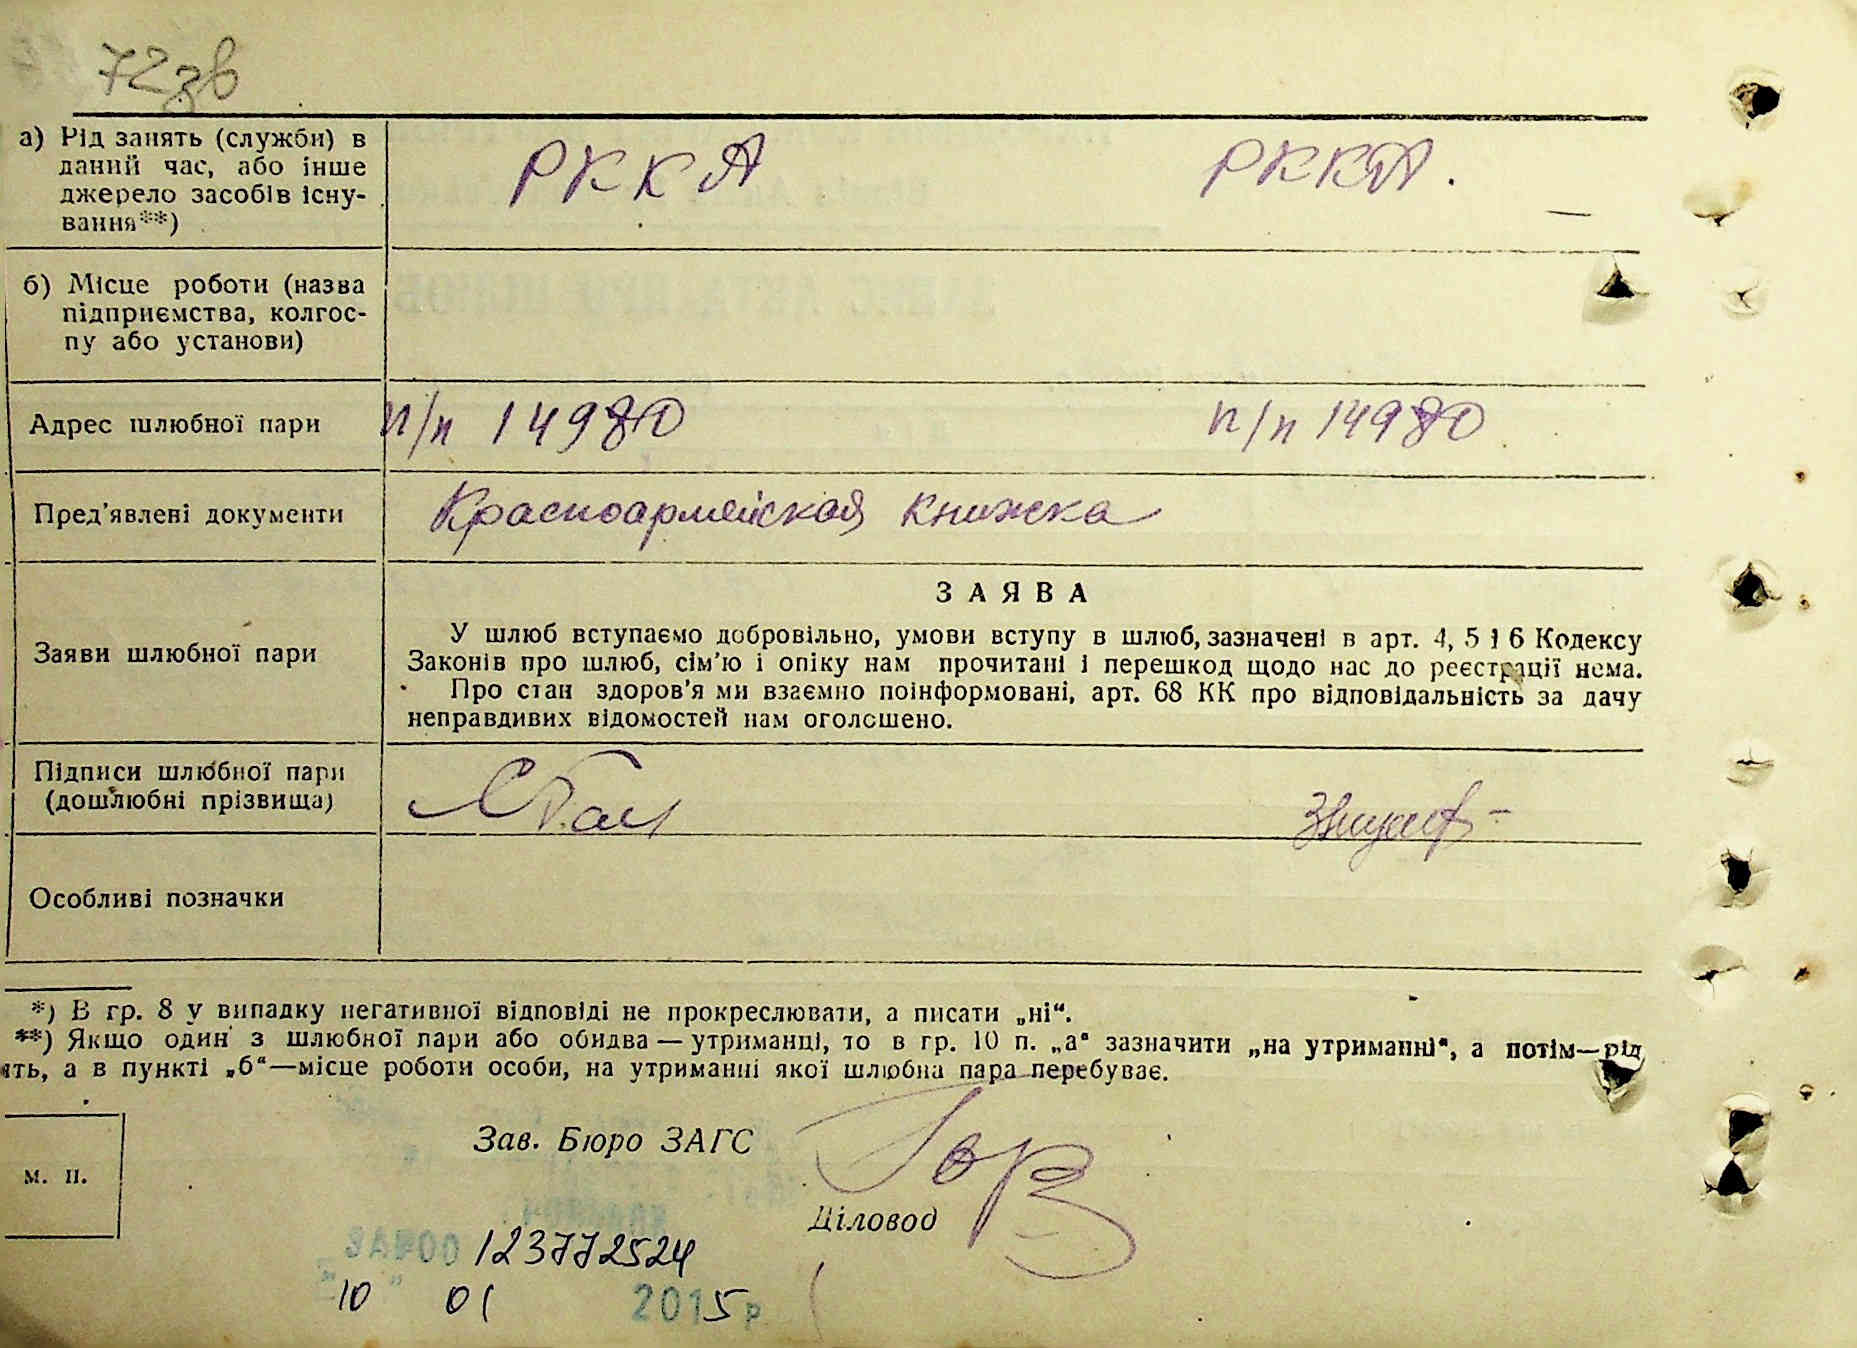 72зв
а) Рід занять (служби) в
даний час, або інше
джерело засобів існу-
вання**)
РККА РККА.
б) Місце роботи (назва
підприємства, колгос-
пу або установи)
Адрес шлюбної пари
п/п 14980 п/п 14980
Пред'явлені документи
Красноармейская книжка
Заяви шлюбної пари
ЗАЯВА
У шлюб вступаємо добровільно, умови вступу в шлюб, зазначені в арт. 4, 5 і 6 Кодексу
Законів про шлюб, сім'ю і опіку нам прочитані і перешкод щодо нас до реєстрації нема.
Про стан здоров'я ми взаємно поінформовані, арт. 68 КК про відповідальність за дачу
неправдивих відомостей нам оголошено.
Підписи шлюбної пари
(дошлюбні прізвища)
Особливі позначки
*) В гр. 8 у випадку негативної відповіді не прокреслювати, а писати „ні“.
**) Якщо один з шлюбної пари або обидва — утриманці, то в гр. 10 п. „а“ зазначити „на утриманні“, а потім—рід
ять, а в пункті „б“—місце роботи особи, на утриманні якої шлюбна пара перебуває.
Зав. Бюро ЗАГС
м. п.
Діловод
123772524
"10" 01 2015 р